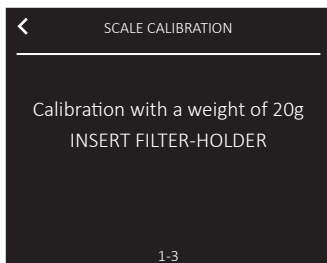 SCALE CALIBRATION
Calibration with a weight of 20g
INSERT FILTER-HOLDER
1-3